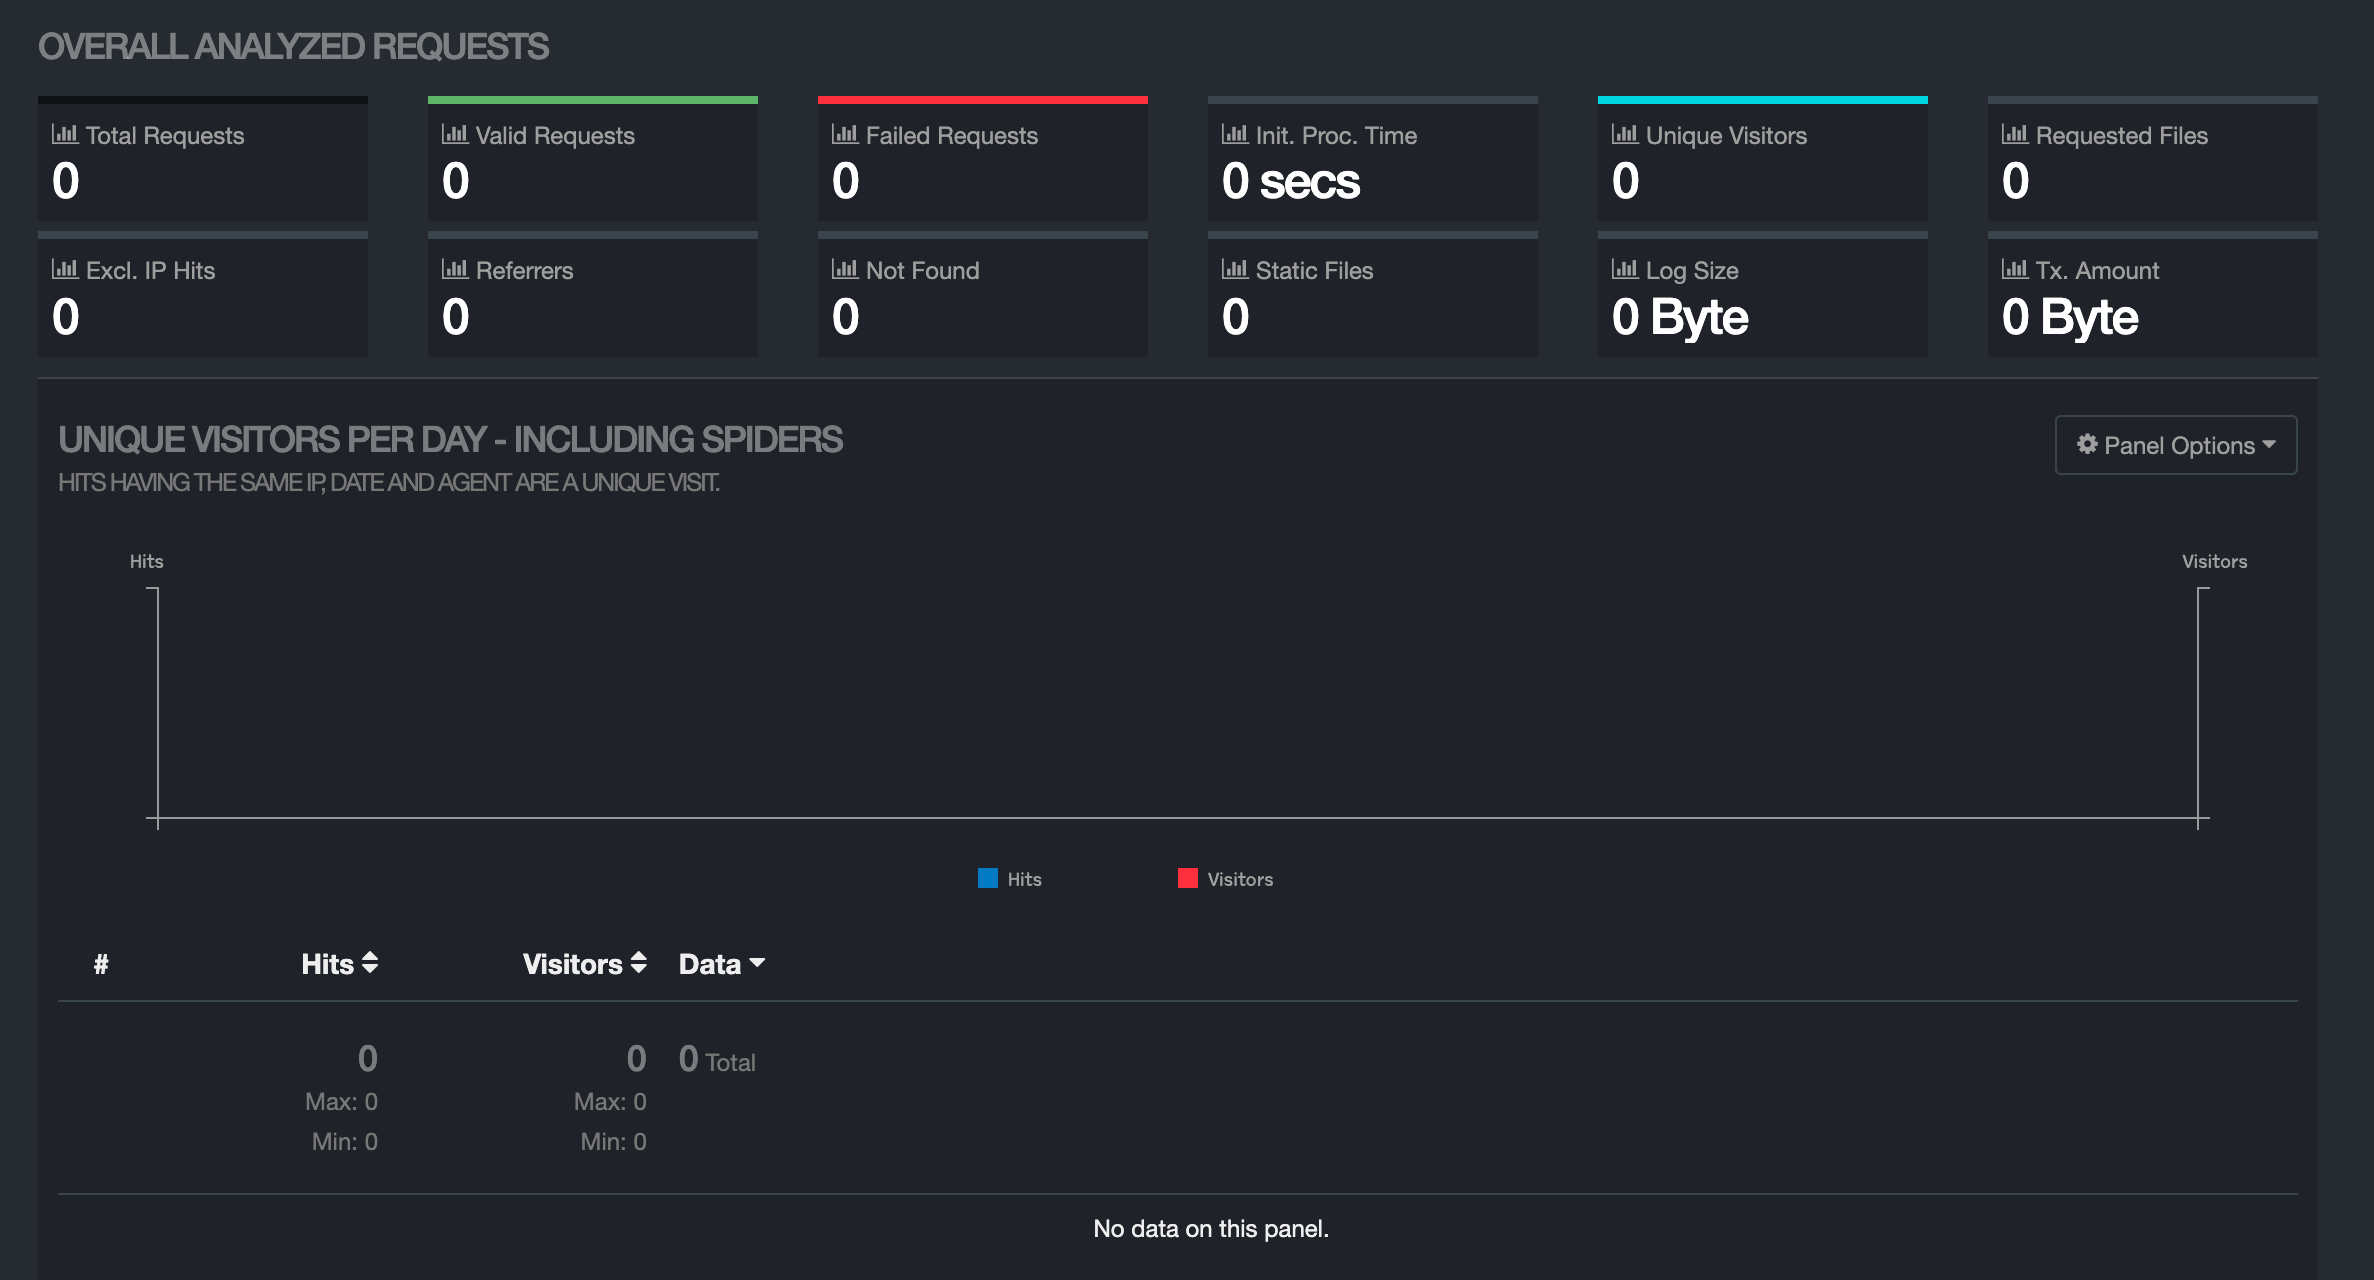 OVERALL ANALYZED REQUESTS
Total Requests
0
Valid Requests
0
Failed Requests
0
Init. Proc. Time
0 secs
Unique Visitors
0
Requested Files
0
Excl. IP Hits
0
Referrers
0
Not Found
0
Static Files
0
Log Size
0 Byte
Tx. Amount
0 Byte
UNIQUE VISITORS PER DAY - INCLUDING SPIDERS
HITS HAVING THE SAME IP, DATE AND AGENT ARE A UNIQUE VISIT.
Panel Options
Hits
Visitors
Hits
Visitors
# Hits Visitors Data
0 0 0 Total
Max: 0 Max: 0
Min: 0 Min: 0
No data on this panel.